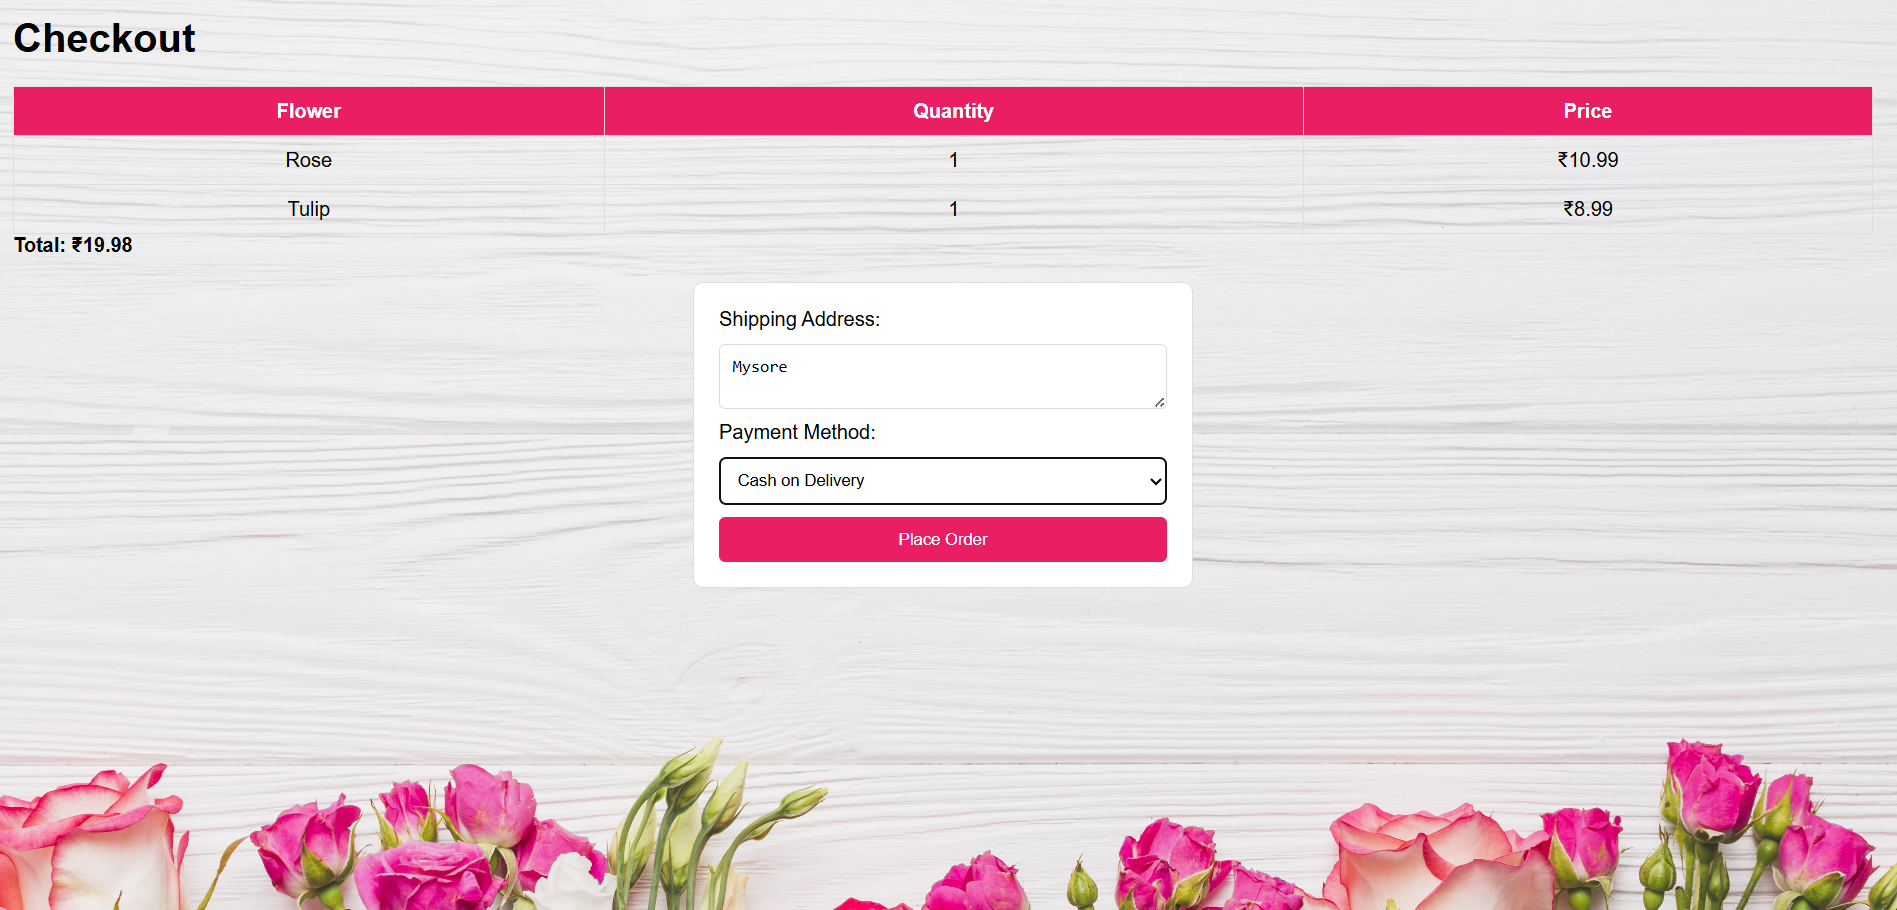 Checkout
Flower Quantity Price
Rose 1 ₹10.99
Tulip 1 ₹8.99
Total: ₹19.98
Shipping Address:
Mysore
Payment Method:
Cash on Delivery
Place Order